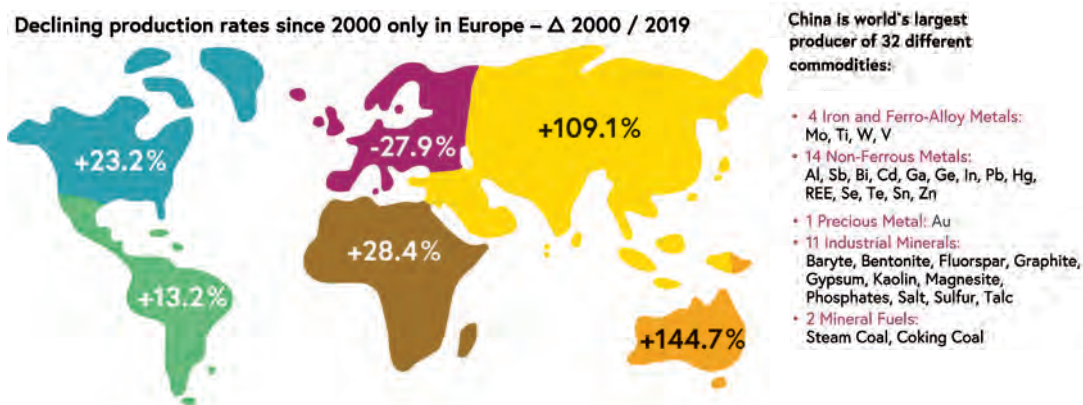 Declining production rates since 2000 only in Europe – Δ 2000 / 2019
+23.2%
-27.9%
+109.1%
+28.4%
+13.2%
+144.7%
China is world`s largest
producer of 32 different
commodities:
• 4 Iron and Ferro-Alloy Metals:
Mo, Ti, W, V
• 14 Non-Ferrous Metals:
Al, Sb, Bi, Cd, Ga, Ge, In, Pb, Hg,
REE, Se, Te, Sn, Zn
• 1 Precious Metal: Au
• 11 Industrial Minerals:
Baryte, Bentonite, Fluorspar, Graphite,
Gypsum, Kaolin, Magnesite,
Phosphates, Salt, Sulfur, Talc
• 2 Mineral Fuels:
Steam Coal, Coking Coal